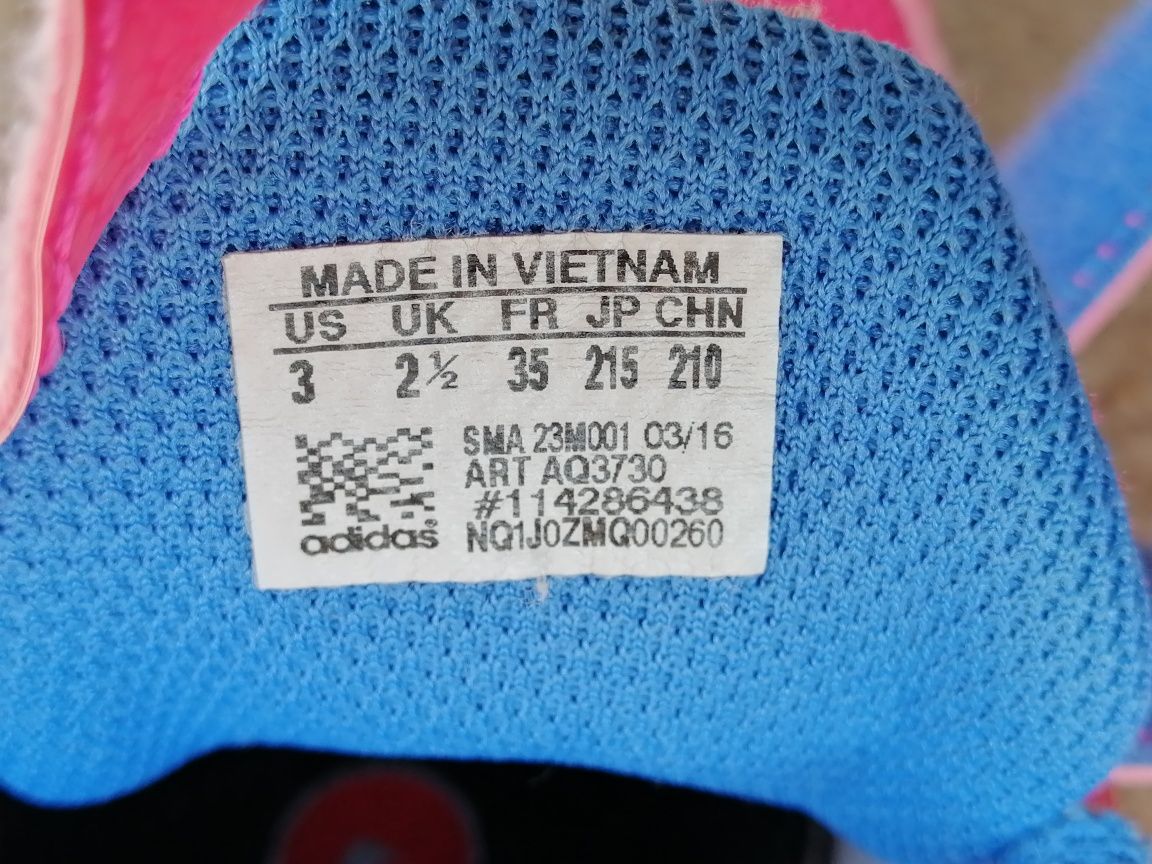 MADE IN VIETNAM
US UK FR JP CHN
3 2½ 35 215 210
SMA 23M001 03/16
ART AQ3730
#114286438
adidas® NQ1J0ZMQ00260